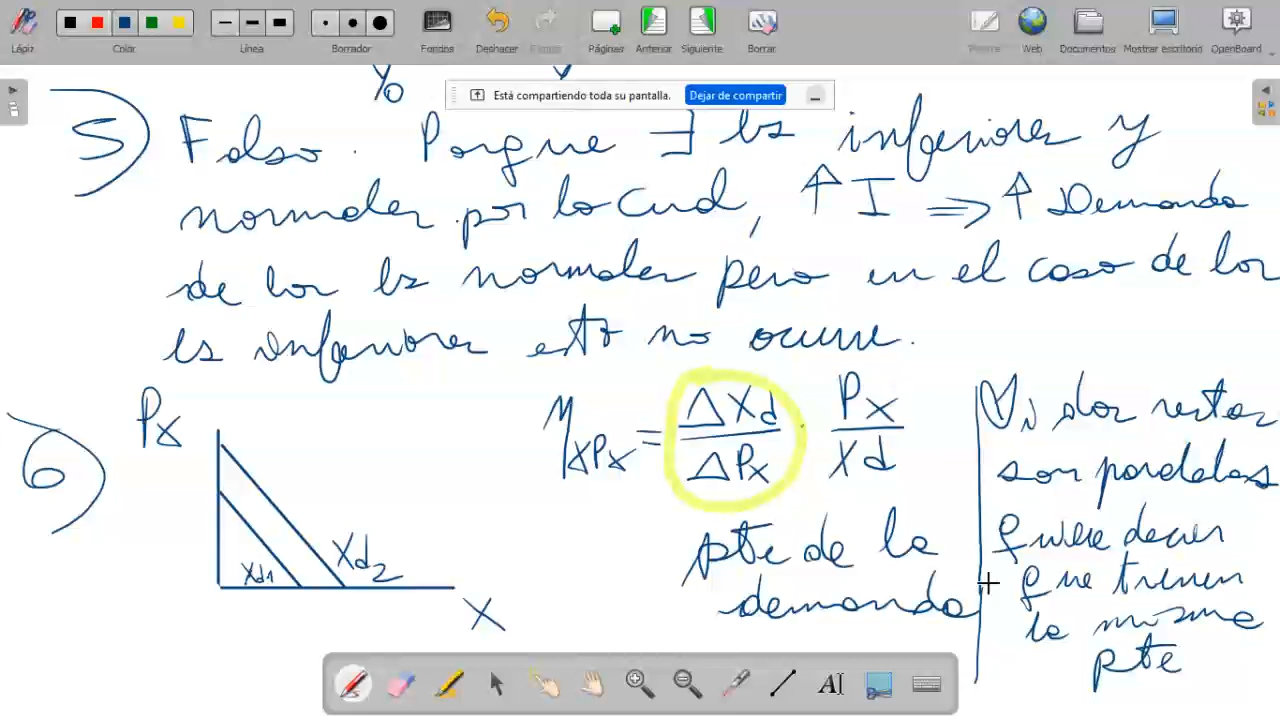 Lápiz Color Línea Borrador Fondos Deshacer Páginas Anterior Siguiente Borrar Web Documentos Mostrar escritorio OpenBoard
Y0
Está compartiendo toda su pantalla. Dejar de compartir
5) Falso. Porque ∃ bs inferiores y
normales por lo cual, ↑ I ⇒ ↑ Demanda
de los bs normales pero en el caso de los
bs inferiores esto no ocurre.
6)
Px
Xd1
Xd2
X
ηXPx = ΔXd/ΔPx · Px/Xd
pte de la
demanda
Si dos rectas
son paralelas
quiere decir
que tienen
la misma
pte